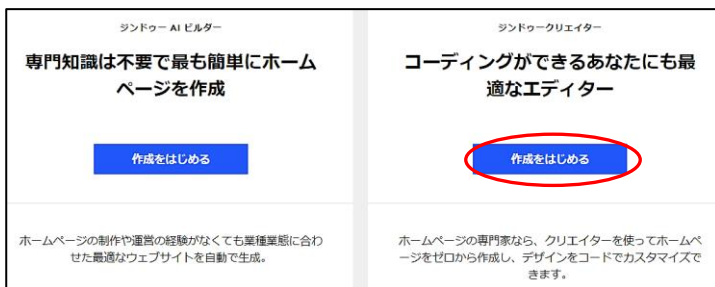 ジンドゥー AI ビルダー
専門知識は不要で最も簡単にホーム
ページを作成
作成をはじめる
ホームページの制作や運営の経験がなくても業種業態に合わ
せた最適なウェブサイトを自動で生成。
ジンドゥークリエイター
コーディングができるあなたにも最
適なエディター
作成をはじめる
ホームページの専門家なら、クリエイターを使ってホームペ
ージをゼロから作成し、デザインをコードでカスタマイズで
きます。